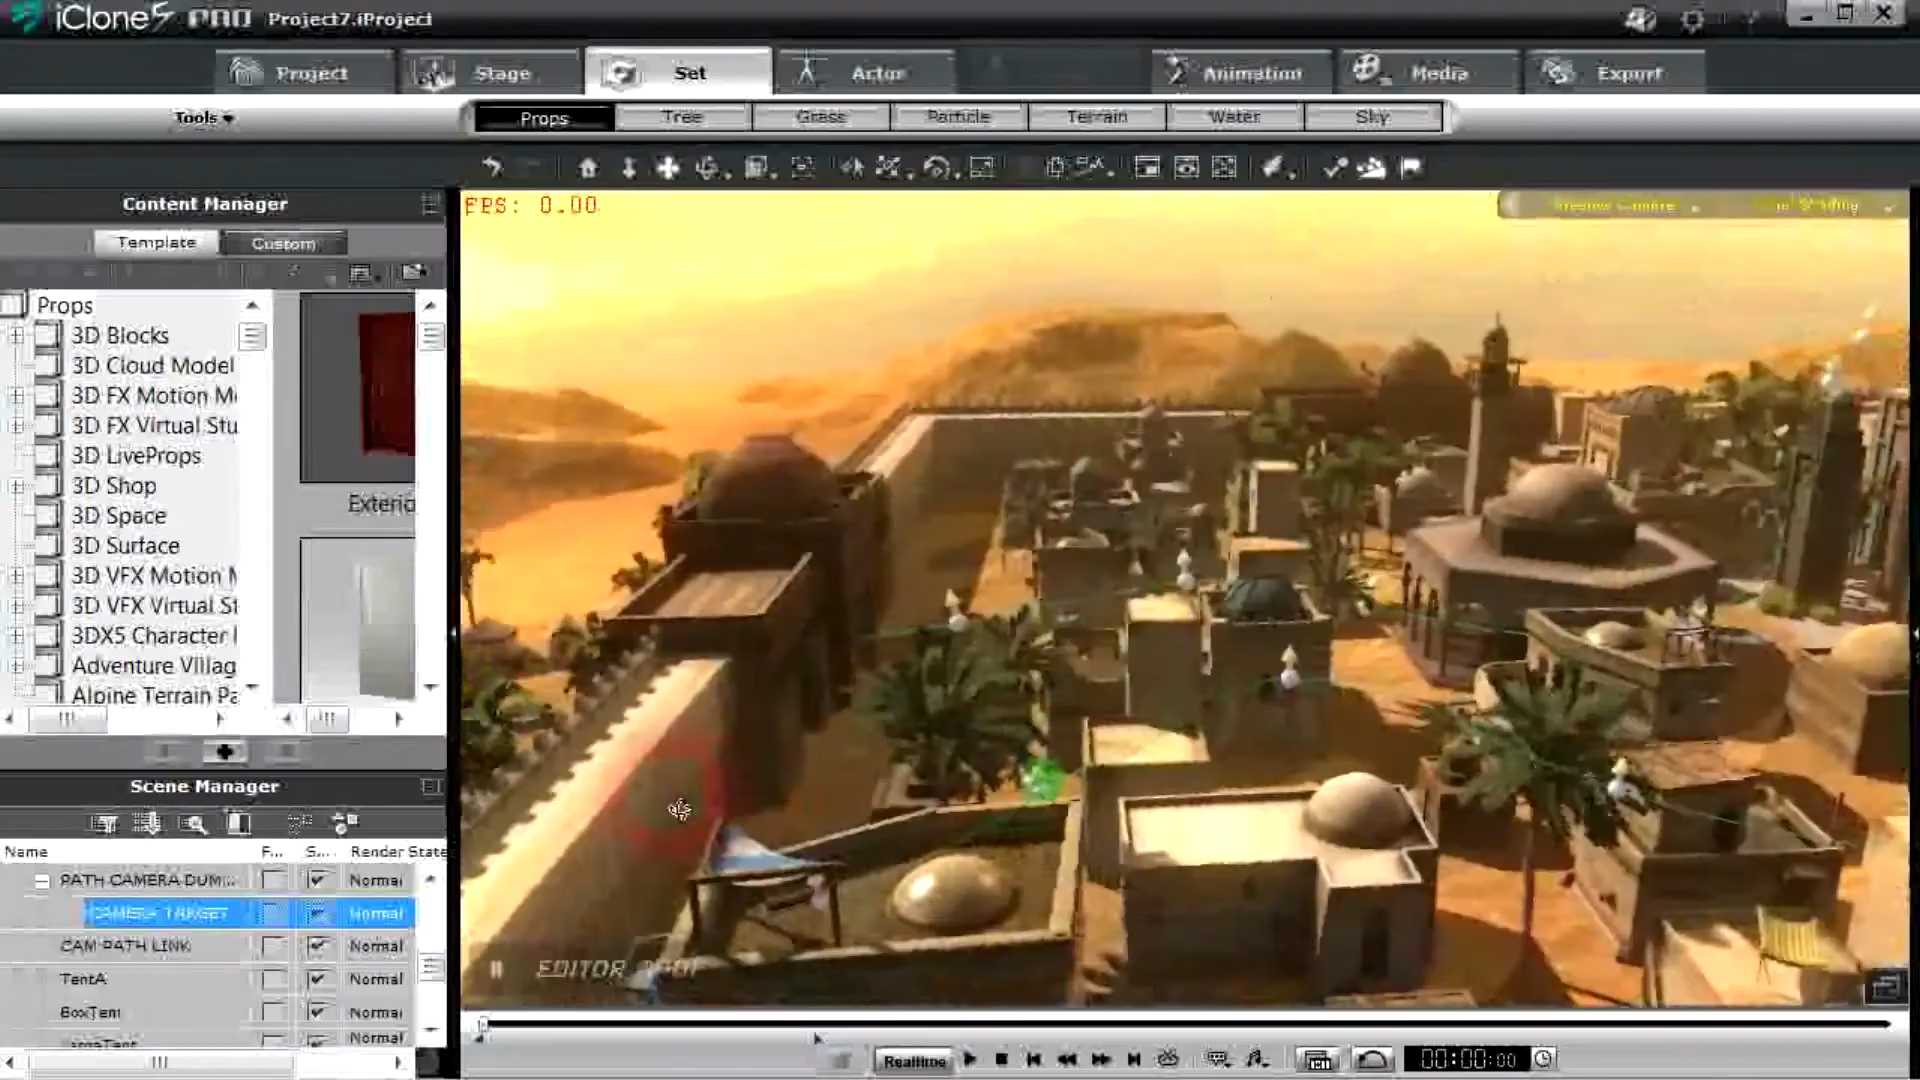 iClone5 PRO Project7.iProject
Project Stage Set Actor Animation Media Export
Tools
Props Tree Grass Particle Terrain Water Sky
Content Manager
Template Custom
FPS: 0.00
Props
3D Blocks
3D Cloud Model
3D FX Motion M
3D FX Virtual Stu
3D LiveProps
3D Shop
3D Space
3D Surface
3D VFX Motion M
3D VFX Virtual St
3DX5 Character
Adventure Villag
Alpine Terrain Pa
Exterio
Scene Manager
Name F... S... Render State
PATH CAMERA DUM... Normal
CAMERA TARGET Normal
CAM PATH LINK Normal
TentA Normal
BoxTent Normal
Normal
EDITOR
Realtime 00:00:00